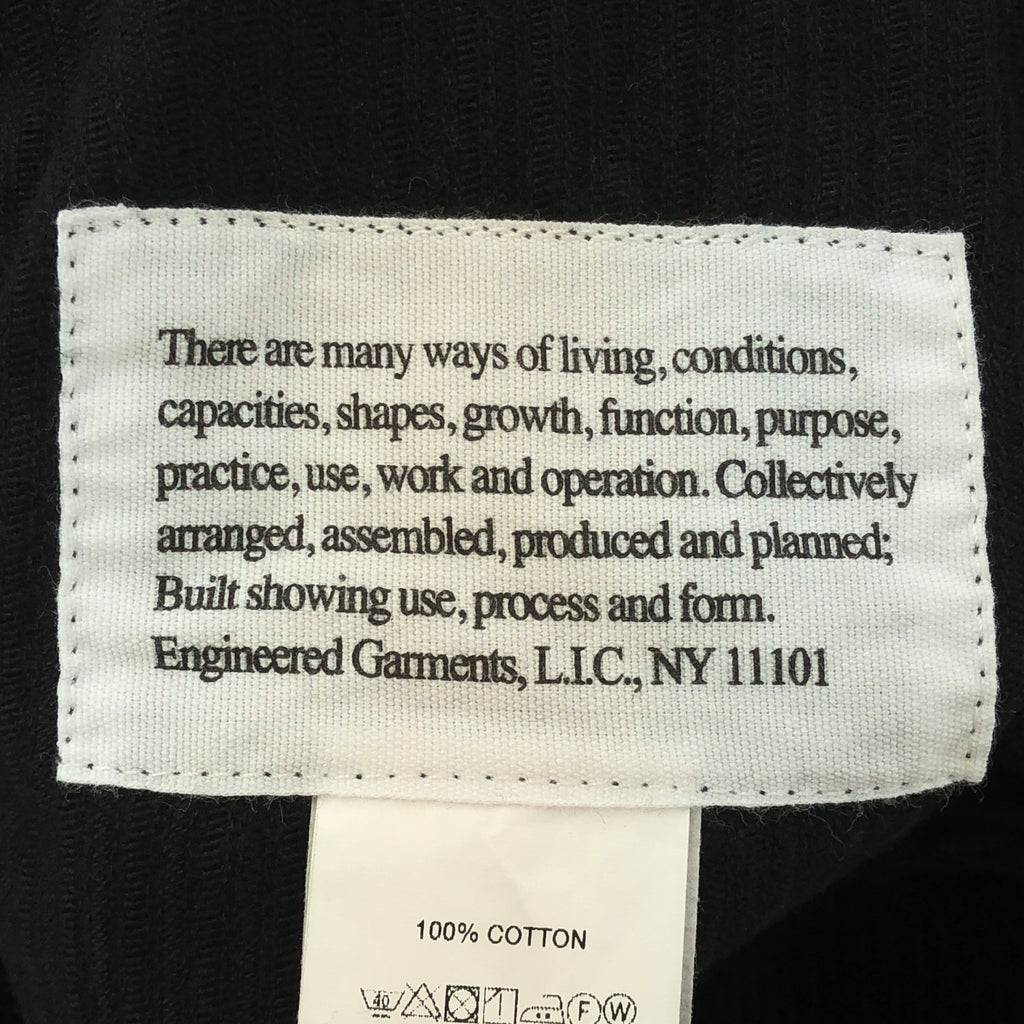 There are many ways of living, conditions,
capacities, shapes, growth, function, purpose,
practice, use, work and operation. Collectively
arranged, assembled, produced and planned;
Built showing use, process and form.
Engineered Garments, L.I.C., NY 11101
100% COTTON
40 F W